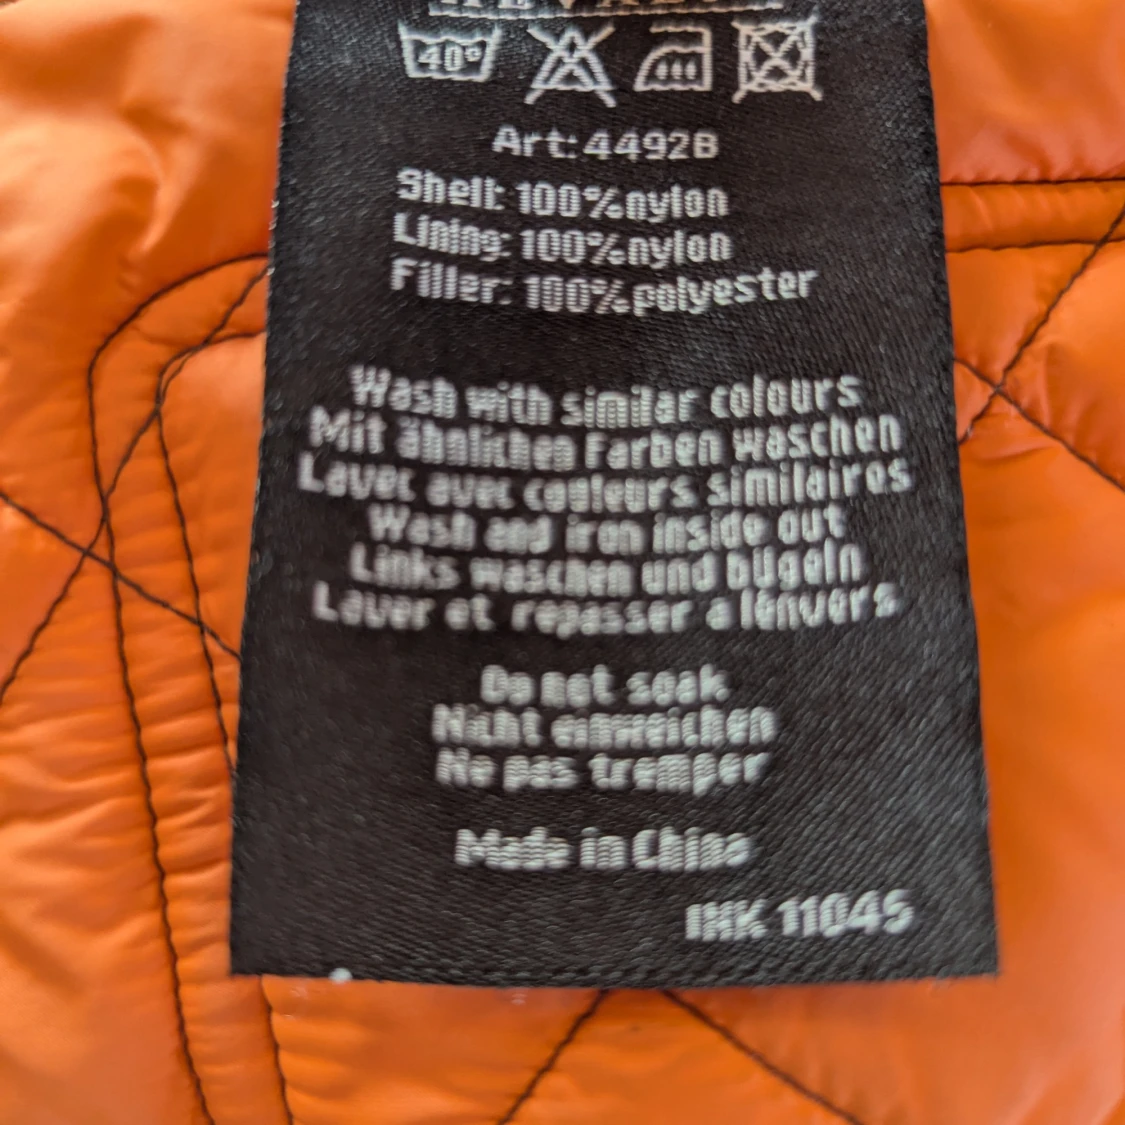 40°
Art:4492B
Shell: 100%nylon
Lining: 100%nylon
Filler: 100%polyester
Wash with similar colours
Mit ähnlichen Farben waschen
Laver avec couleurs similaires
Wash and iron inside out
Links waschen und bügeln
Laver et repasser a lénvers
Do not soak
Nicht einweichen
Ne pas tremper
Made in China
INK 11045